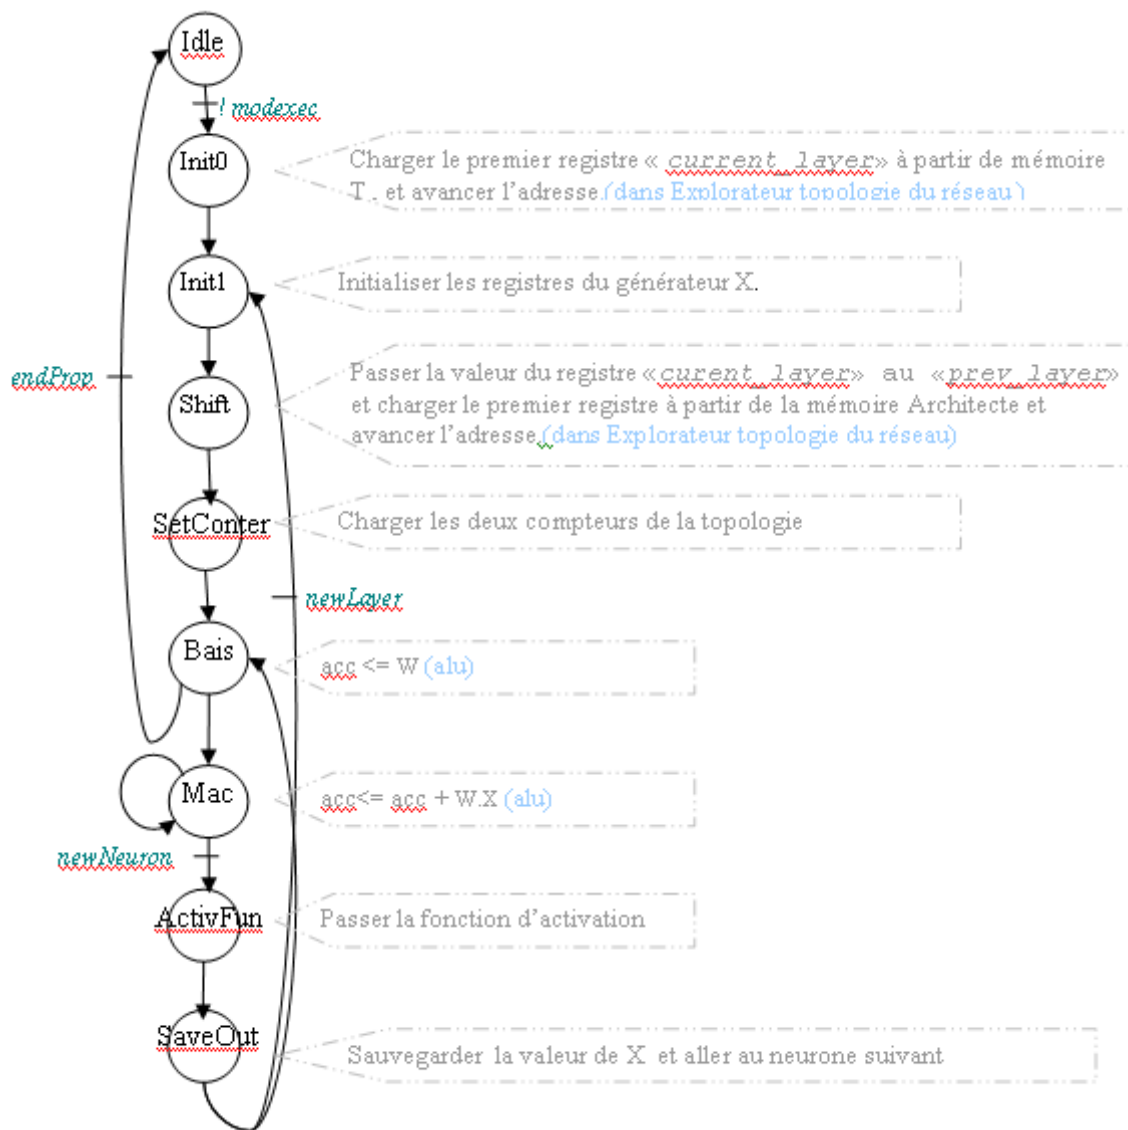 Idle
! modexec
Init0
Charger le premier registre « current_layer» à partir de mémoire
T , et avancer l'adresse (dans Explorateur topologie du réseau )
Init1
Initialiser les registres du générateur X.
endProp
Shift
Passer la valeur du registre «curent_layer» au «prev_layer»
et charger le premier registre à partir de la mémoire Architecte et
avancer l'adresse (dans Explorateur topologie du réseau)
SetConter
Charger les deux compteurs de la topologie
newLayer
Bais
acc <= W (alu)
Mac
acc<= acc + W.X (alu)
newNeuron
ActivFun
Passer la fonction d'activation
SaveOut
Sauvegarder la valeur de X et aller au neurone suivant